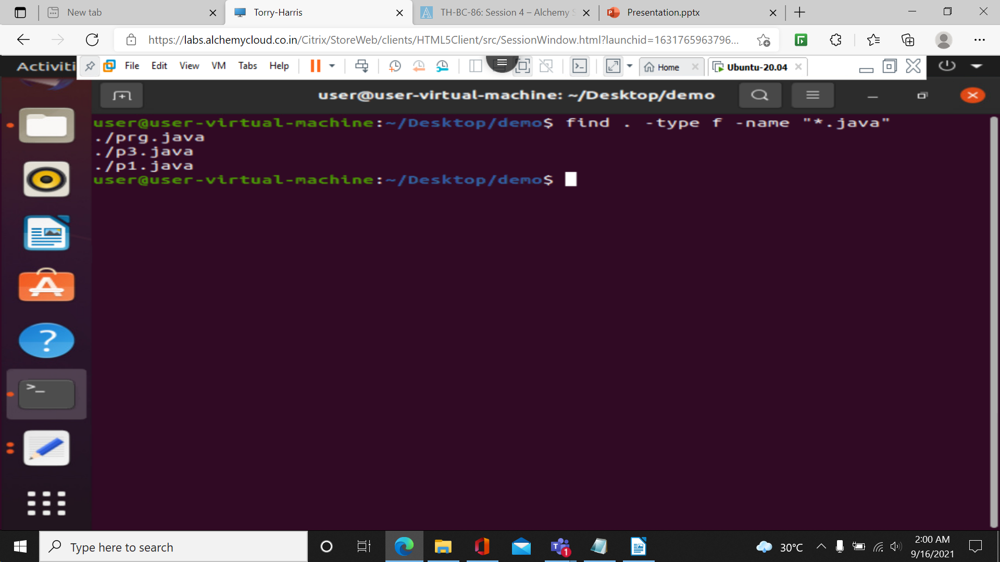 New tab
Torry-Harris
TH-BC-86: Session 4 – Alchemy S
Presentation.pptx
https://labs.alchemycloud.co.in/Citrix/StoreWeb/clients/HTML5Client/src/SessionWindow.html?launchid=1631765963796...
Activiti
File Edit View VM Tabs Help
Home
Ubuntu-20.04
user@user-virtual-machine: ~/Desktop/demo
user@user-virtual-machine:~/Desktop/demo$ find . -type f -name "*.java"
./prg.java
./p3.java
./p1.java
user@user-virtual-machine:~/Desktop/demo$
Type here to search
1
30°C
2:00 AM
9/16/2021